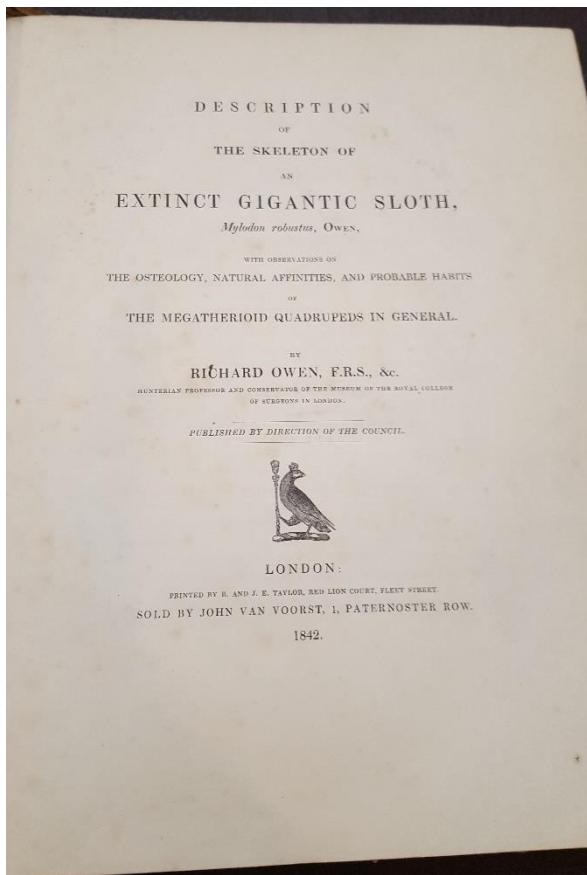 DESCRIPTION
OF
THE SKELETON OF
AN
EXTINCT GIGANTIC SLOTH,
Mylodon robustus, OWEN,
WITH OBSERVATIONS ON
THE OSTEOLOGY, NATURAL AFFINITIES, AND PROBABLE HABITS
OF
THE MEGATHERIOID QUADRUPEDS IN GENERAL.
BY
RICHARD OWEN, F.R.S., &c.
HUNTERIAN PROFESSOR AND CONSERVATOR OF THE MUSEUM OF THE ROYAL COLLEGE
OF SURGEONS IN LONDON.
PUBLISHED BY DIRECTION OF THE COUNCIL.
LONDON:
PRINTED BY R. AND J. E. TAYLOR, RED LION COURT, FLEET STREET.
SOLD BY JOHN VAN VOORST, 1, PATERNOSTER ROW.
1842.